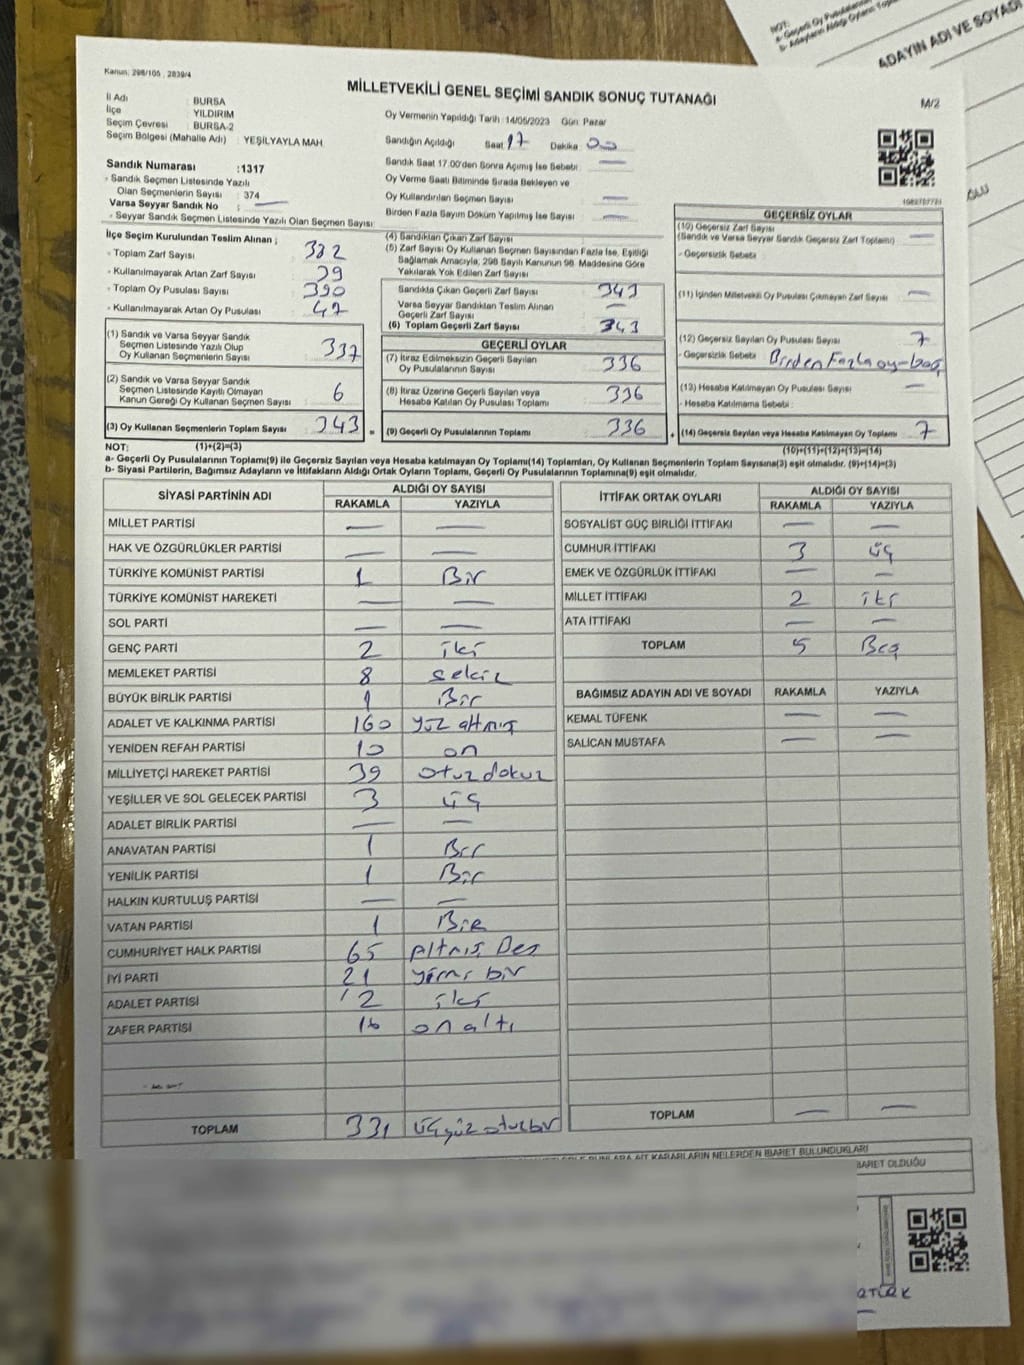 NOT:
a- Geçerli Oy Pusulalarının
b- Adayların Aldığı Oyların Toplamı,
ADAYIN ADI VE SOYADI
Kanun: 298/105 , 2839/4
MİLLETVEKİLİ GENEL SEÇİMİ SANDIK SONUÇ TUTANAĞI
M/2
İl Adı : BURSA
İlçe : YILDIRIM
Seçim Çevresi : BURSA-2
Seçim Bölgesi (Mahalle Adı) : YEŞİLYAYLA MAH.
Oy Vermenin Yapıldığı Tarih :14/05/2023 Gün: Pazar
Sandığın Açıldığı Saat 17 Dakika 00
Sandık Saat 17.00'den Sonra Açılmış İse Sebebi: —
Oy Verme Saati Bitiminde Sırada Bekleyen ve
Oy Kullandırılan Seçmen Sayısı : —
Birden Fazla Sayım Döküm Yapılmış İse Sayısı : —
Sandık Numarası :1317
- Sandık Seçmen Listesinde Yazılı
Olan Seçmenlerin Sayısı : 374
Varsa Seyyar Sandık No : —
- Seyyar Sandık Seçmen Listesinde Yazılı Olan Seçmen Sayısı:
İlçe Seçim Kurulundan Teslim Alınan ;
- Toplam Zarf Sayısı : 382
- Kullanılmayarak Artan Zarf Sayısı : 39
- Toplam Oy Pusulası Sayısı : 390
- Kullanılmayarak Artan Oy Pusulası : 47
(1) Sandık ve Varsa Seyyar Sandık
Seçmen Listesinde Yazılı Olup
Oy Kullanan Seçmenlerin Sayısı : 337
(2) Sandık ve Varsa Seyyar Sandık
Seçmen Listesinde Kayıtlı Olmayan
Kanun Gereği Oy Kullanan Seçmen Sayısı : 6
(3) Oy Kullanan Seçmenlerin Toplam Sayısı : 343 =
(4) Sandıktan Çıkan Zarf Sayısı
(5) Zarf Sayısı Oy Kullanan Seçmen Sayısından Fazla İse, Eşitliği
Sağlamak Amacıyla, 298 Sayılı Kanunun 98. Maddesine Göre
Yakılarak Yok Edilen Zarf Sayısı
Sandıkta Çıkan Geçerli Zarf Sayısı : 343
Varsa Seyyar Sandıktan Teslim Alınan
Geçerli Zarf Sayısı : —
(6) Toplam Geçerli Zarf Sayısı : 343
GEÇERLİ OYLAR
(7) İtiraz Edilmeksizin Geçerli Sayılan
Oy Pusulalarının Sayısı : 336
(8) İtiraz Üzerine Geçerli Sayılan veya
Hesaba Katılan Oy Pusulası Toplamı : 336
(9) Geçerli Oy Pusulalarının Toplamı : 336 +
GEÇERSİZ OYLAR
(10) Geçersiz Zarf Sayısı
(Sandık ve Varsa Seyyar Sandık Geçersiz Zarf Toplamı) : —
- Geçersizlik Sebebi :
(11) İçinden Milletvekili Oy Pusulası Çıkmayan Zarf Sayısı : —
(12) Geçersiz Sayılan Oy Pusulası Sayısı : 7
- Geçersizlik Sebebi : Birden Fazla oy-
(13) Hesaba Katılmayan Oy Pusulası Sayısı : —
- Hesaba Katılmama Sebebi :
(14) Geçersiz Sayılan veya Hesaba Katılmayan Oy Toplamı : 7
NOT: (1)+(2)=(3) (10)+(11)+(12)+(13)=(14)
a- Geçerli Oy Pusulalarının Toplamı(9) ile Geçersiz Sayılan veya Hesaba katılmayan Oy Toplamı(14) Toplamları, Oy Kullanan Seçmenlerin Toplam Sayısına(3) eşit olmalıdır. (9)+(14)=(3)
b- Siyasi Partilerin, Bağımsız Adayların ve İttifakların Aldığı Ortak Oyların Toplamı, Geçerli Oy Pusulalarının Toplamına(9) eşit olmalıdır.
SİYASİ PARTİNİN ADI ALDIĞI OY SAYISI
RAKAMLA YAZIYLA
MİLLET PARTİSİ — —
HAK VE ÖZGÜRLÜKLER PARTİSİ — —
TÜRKİYE KOMÜNİST PARTİSİ 1 Bir
TÜRKİYE KOMÜNİST HAREKETİ — —
SOL PARTİ — —
GENÇ PARTİ 2 iki
MEMLEKET PARTİSİ 8 sekiz
BÜYÜK BİRLİK PARTİSİ 1 Bir
ADALET VE KALKINMA PARTİSİ 160 yüz altmış
YENİDEN REFAH PARTİSİ 10 on
MİLLİYETÇİ HAREKET PARTİSİ 39 otuz dokuz
YEŞİLLER VE SOL GELECEK PARTİSİ 3 üç
ADALET BİRLİK PARTİSİ — —
ANAVATAN PARTİSİ 1 Bir
YENİLİK PARTİSİ 1 Bir
HALKIN KURTULUŞ PARTİSİ — —
VATAN PARTİSİ 1 Bir
CUMHURİYET HALK PARTİSİ 65 Altmış Beş
İYİ PARTİ 21 yirmi bir
ADALET PARTİSİ 2 iki
ZAFER PARTİSİ 16 on altı
TOPLAM 331 üçyüz otuzbir
İTTİFAK ORTAK OYLARI ALDIĞI OY SAYISI
RAKAMLA YAZIYLA
SOSYALİST GÜÇ BİRLİĞİ İTTİFAKI — —
CUMHUR İTTİFAKI 3 üç
EMEK VE ÖZGÜRLÜK İTTİFAKI — —
MİLLET İTTİFAKI 2 iki
ATA İTTİFAKI — —
TOPLAM 5 Beş
BAĞIMSIZ ADAYIN ADI VE SOYADI RAKAMLA YAZIYLA
KEMAL TÜFENK — —
SALİCAN MUSTAFA — —
TOPLAM — —
AİT KARARLARIN NELERDEN İBARET BULUNDUKLARI
İBARET OLDUĞU